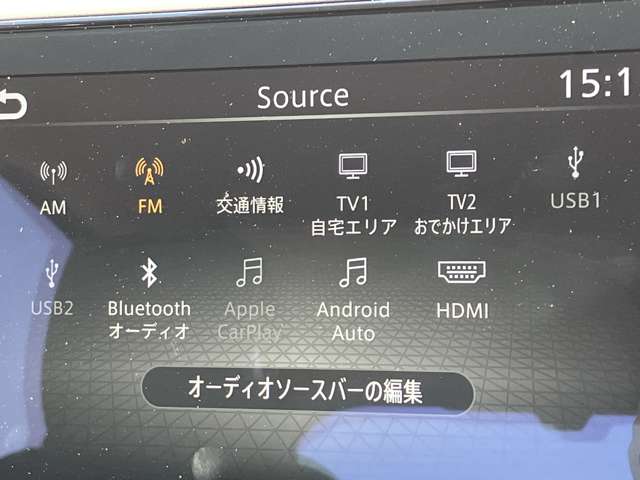 Source
15:1
AM
FM
交通情報
TV1
自宅エリア
TV2
おでかけエリア
USB1
USB2
Bluetooth
オーディオ
Apple
CarPlay
Android
Auto
HDMI
オーディオソースバーの編集